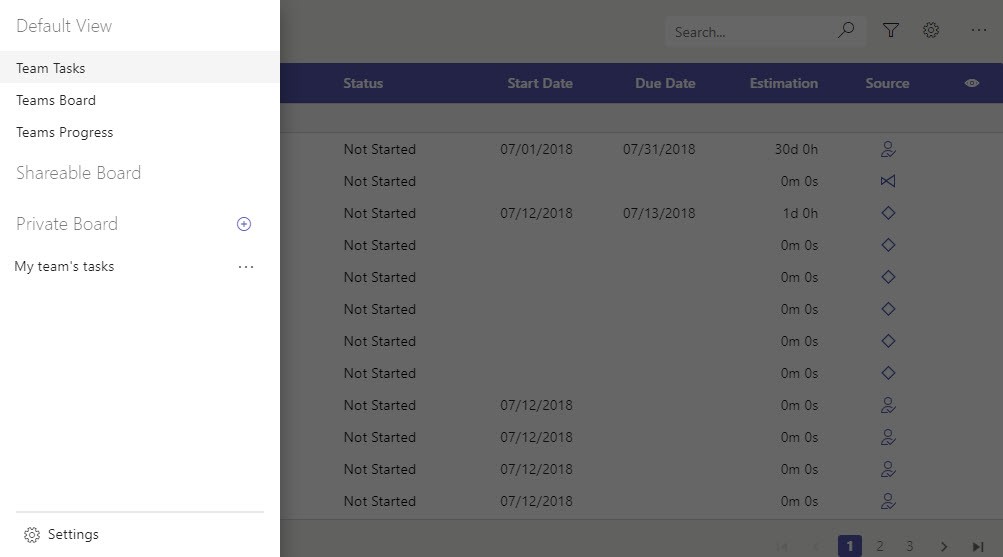 Default View
Team Tasks
Teams Board
Teams Progress
Shareable Board
Private Board
My team's tasks
Settings
Search...
Status Start Date Due Date Estimation Source
Not Started 07/01/2018 07/31/2018 30d 0h
Not Started 0m 0s
Not Started 07/12/2018 07/13/2018 1d 0h
Not Started 0m 0s
Not Started 0m 0s
Not Started 0m 0s
Not Started 0m 0s
Not Started 0m 0s
Not Started 07/12/2018 0m 0s
Not Started 07/12/2018 0m 0s
Not Started 07/12/2018 0m 0s
Not Started 07/12/2018 0m 0s
1 2 3